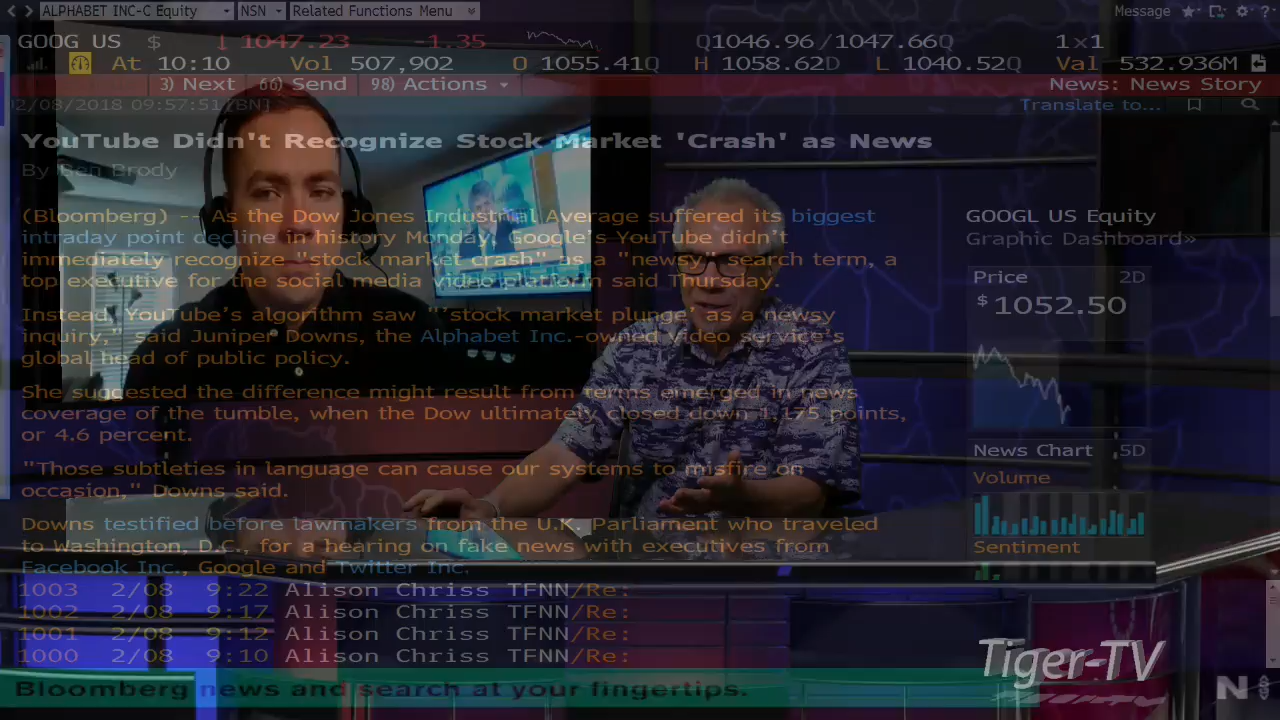 ALPHABET INC-C Equity NSN Related Functions Menu Message
GOOG US $ ↓ 1047.23 -1.35 Q1046.96/1047.66Q 1x1
At 10:10 Vol 507,902 O 1055.41Q H 1058.62D L 1040.52Q Val 532.936M
3) Next 66) Send 98) Actions News: News Story
02/08/2018 09:57:51 [BN] Translate to...
YouTube Didn't Recognize Stock Market 'Crash' as News
By Ben Brody
(Bloomberg) -- As the Dow Jones Industrial Average suffered its biggest
intraday point decline in history Monday, Google's YouTube didn't
immediately recognize "stock market crash" as a "newsy" search term, a
top executive for the social media video platform said Thursday.
Instead, YouTube's algorithm saw "'stock market plunge' as a newsy
inquiry," said Juniper Downs, the Alphabet Inc.-owned video service's
global head of public policy.
She suggested the difference might result from terms emerged in news
coverage of the tumble, when the Dow ultimately closed down 1,175 points,
or 4.6 percent.
"Those subtleties in language can cause our systems to misfire on
occasion," Downs said.
Downs testified before lawmakers from the U.K. Parliament who traveled
to Washington, D.C., for a hearing on fake news with executives from
Facebook Inc., Google and Twitter Inc.
GOOGL US Equity
Graphic Dashboard»
Price 2D
$1052.50
News Chart 5D
Volume
Sentiment
1003 2/08 9:22 Alison Chriss TFNN/Re:
1002 2/08 9:17 Alison Chriss TFNN/Re:
1001 2/08 9:12 Alison Chriss TFNN/Re:
1000 2/08 9:10 Alison Chriss TFNN/Re:
Bloomberg news and search at your fingertips.
Tiger-TV
N